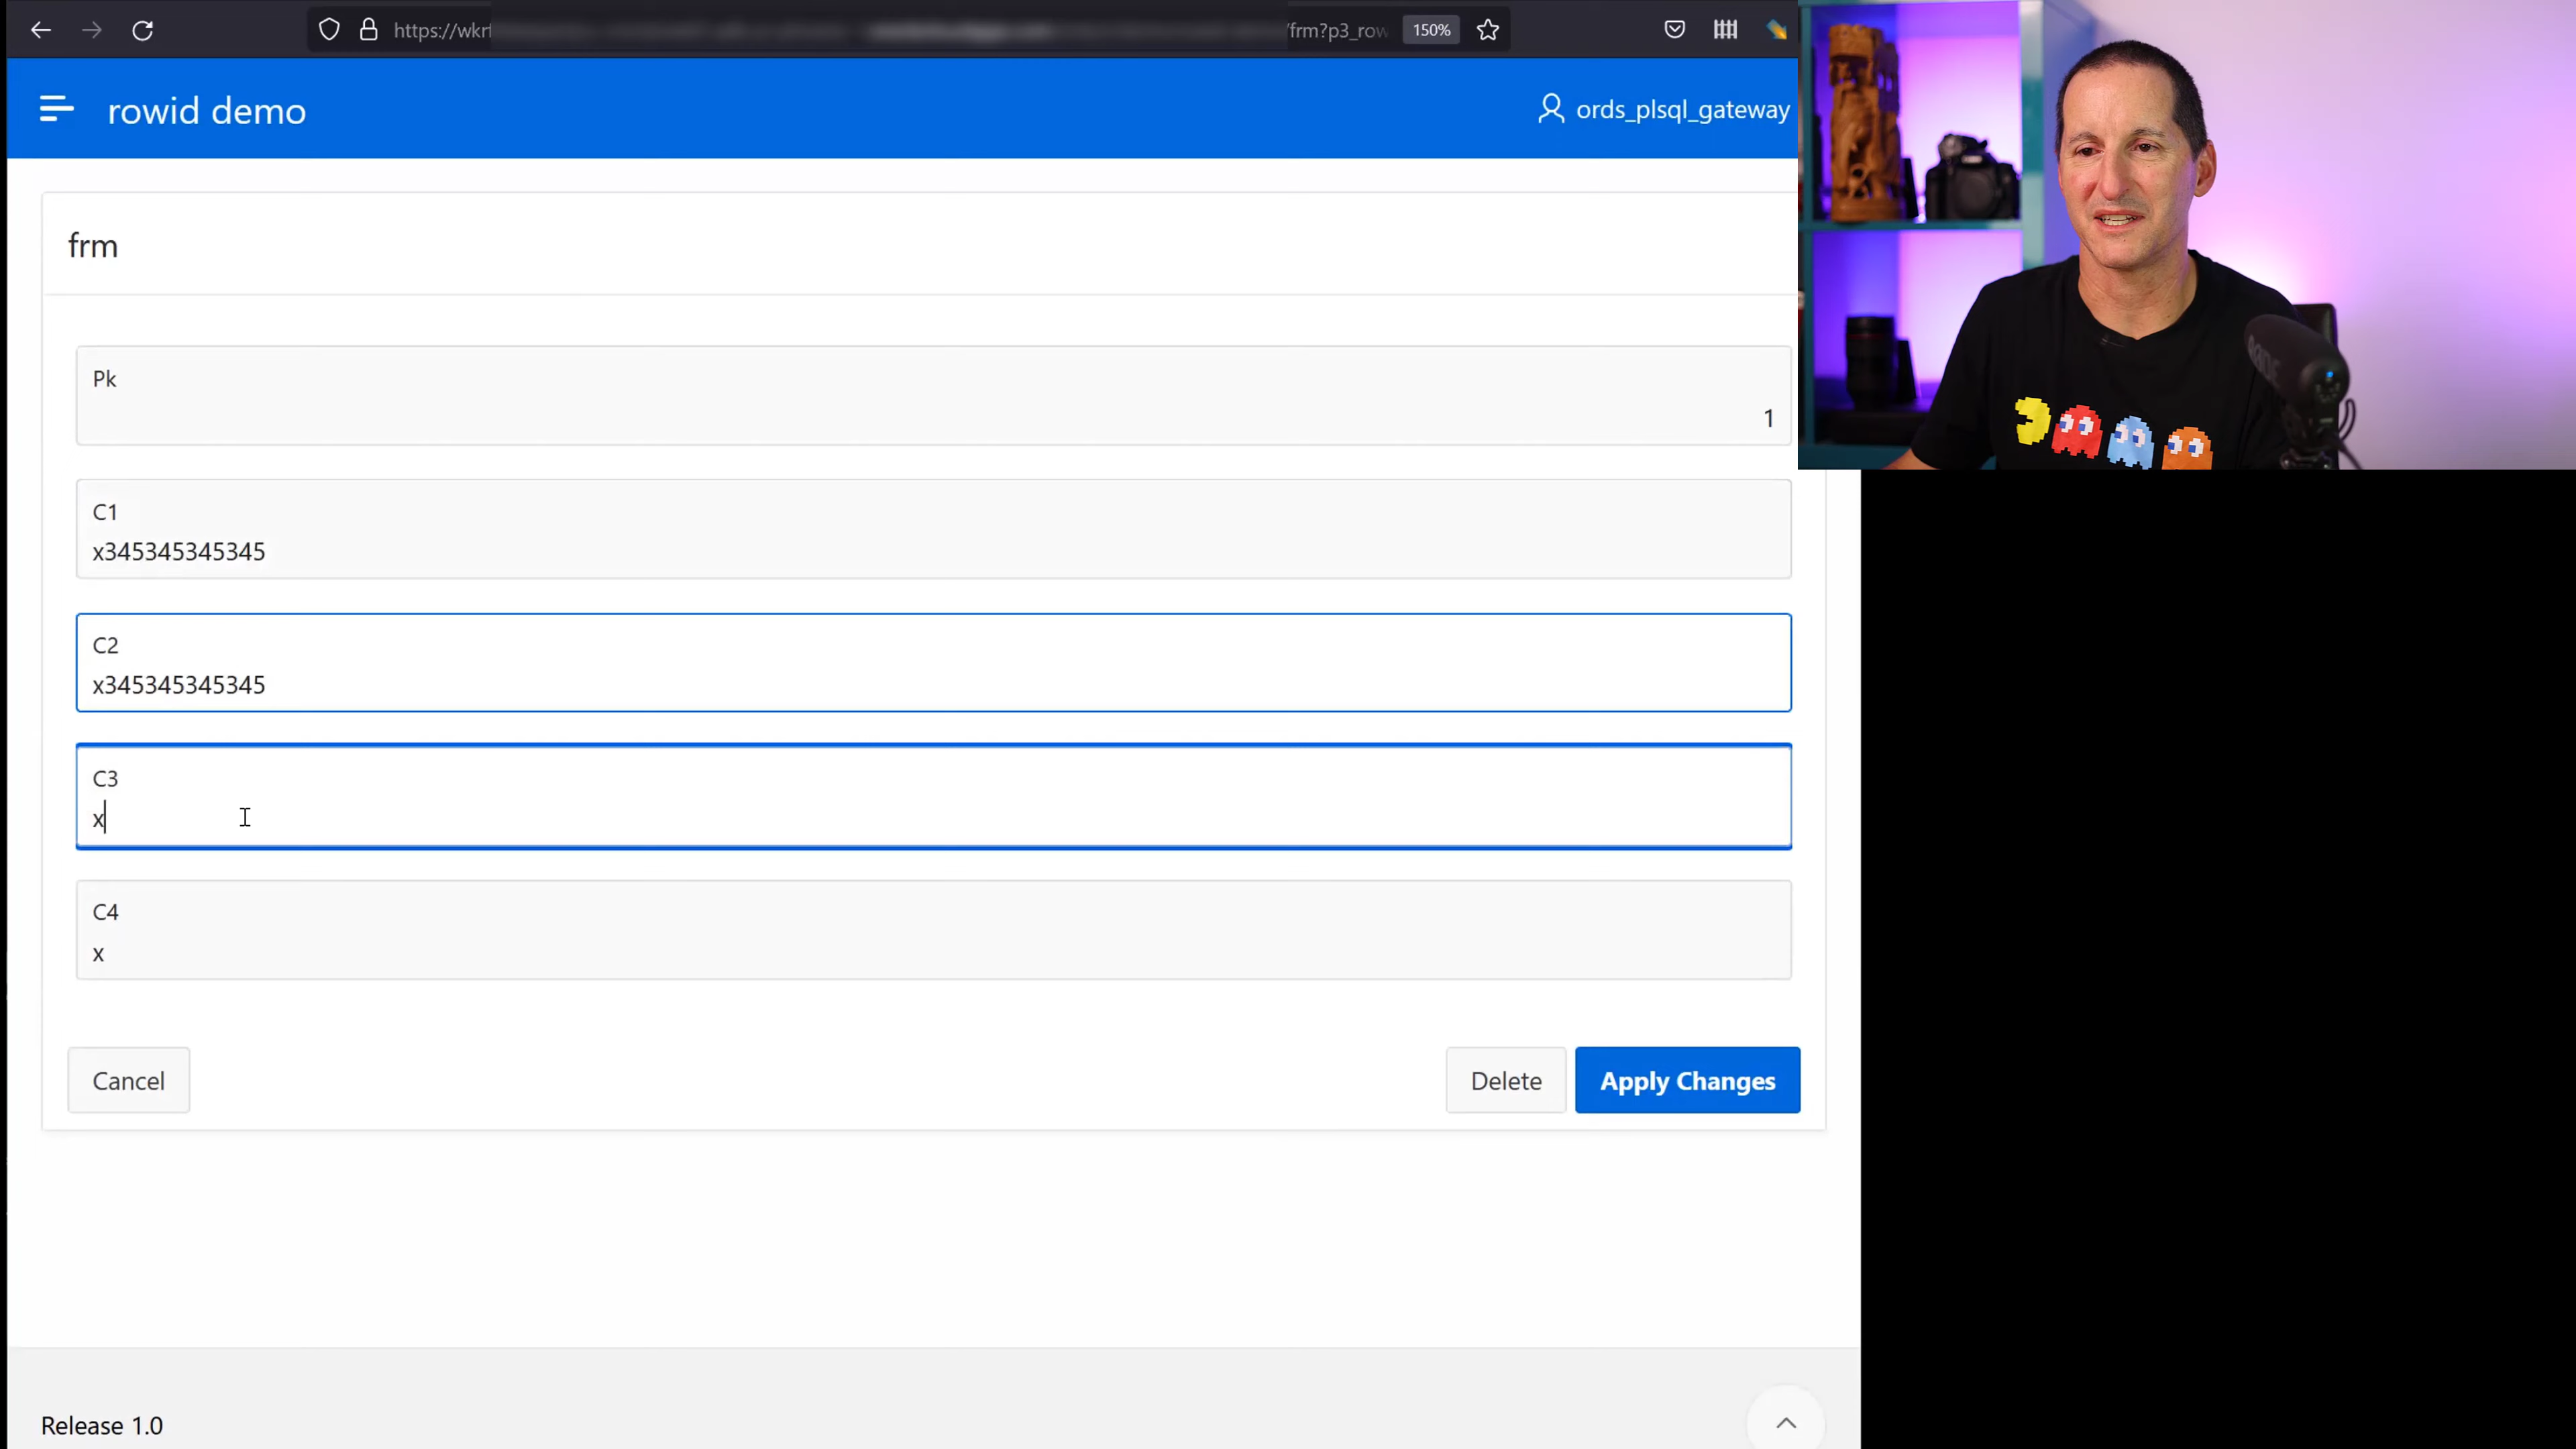 https://wkr
/frm?p3_row
150%
rowid demo
ords_plsql_gateway
frm
Pk
1
C1
x345345345345
C2
x345345345345
C3
x
C4
x
Cancel
Delete
Apply Changes
Release 1.0